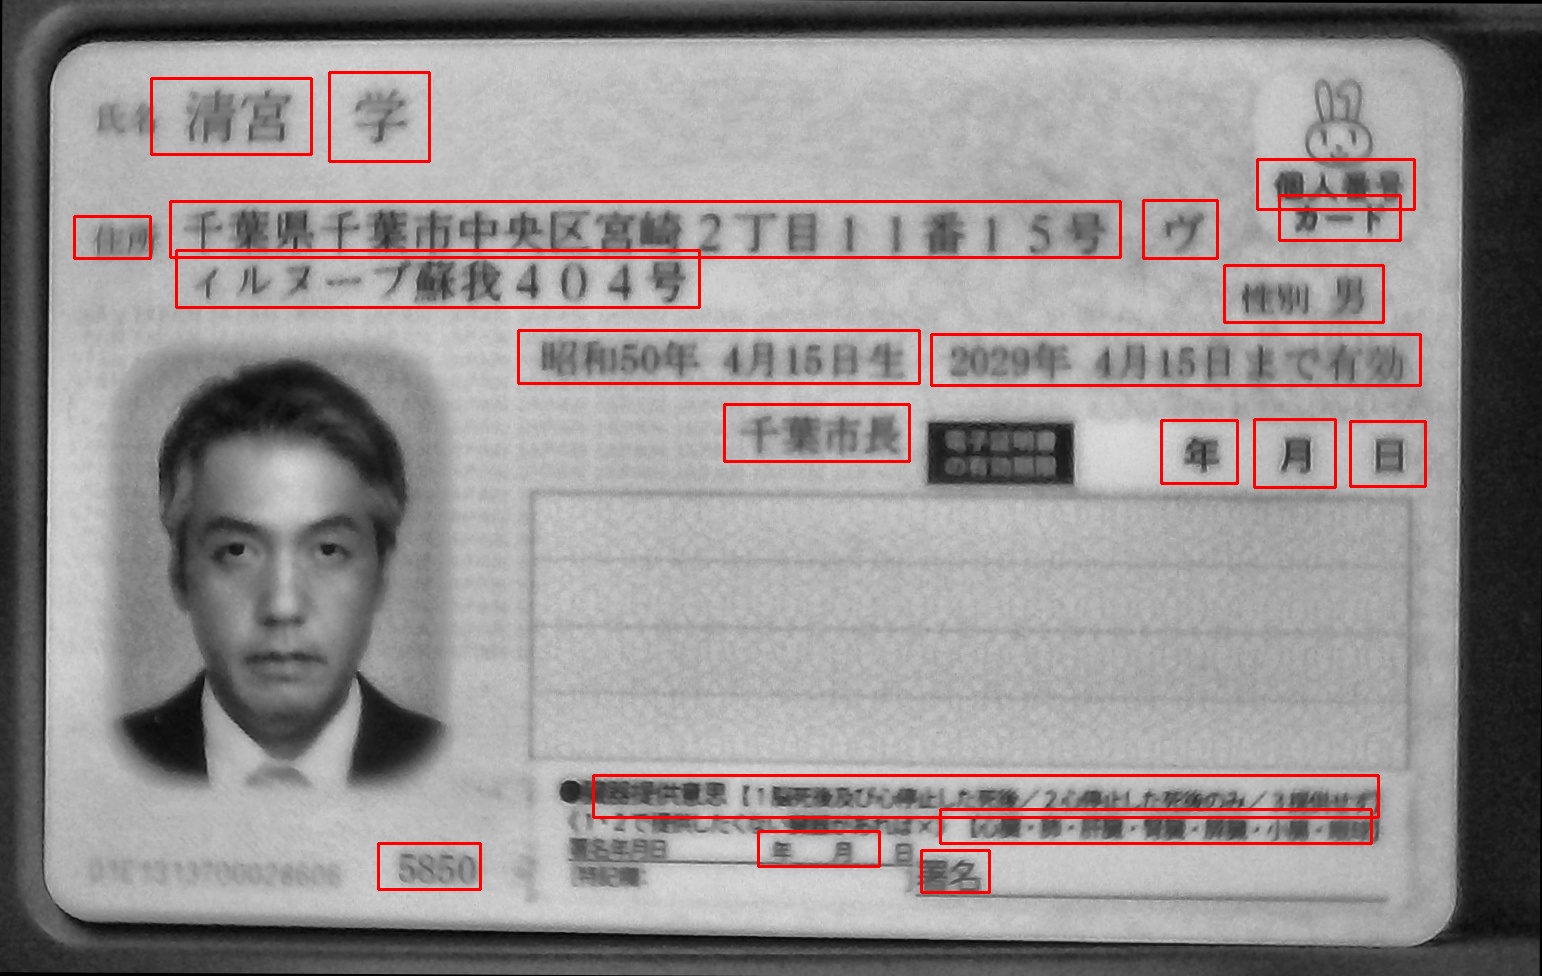 氏名 清宮 学
個人番号
カード
住所 千葉県千葉市中央区宮崎2丁目11番15号 ヴ
ィルヌーブ蘇我404号
性別 男
昭和50年 4月15日生 2029年 4月15日まで有効
千葉市長 電子証明書 年 月 日
の有効期限
●臓器提供意思【1脳死後及び心停止した死後/2心停止した死後のみ/3提供せず】
《1・2で提供したくない臓器があれば×》【心臓・肺・肝臓・腎臓・膵臓・小腸・眼球】
署名年月日 年 月 日
[特記欄: ] 署名
5850